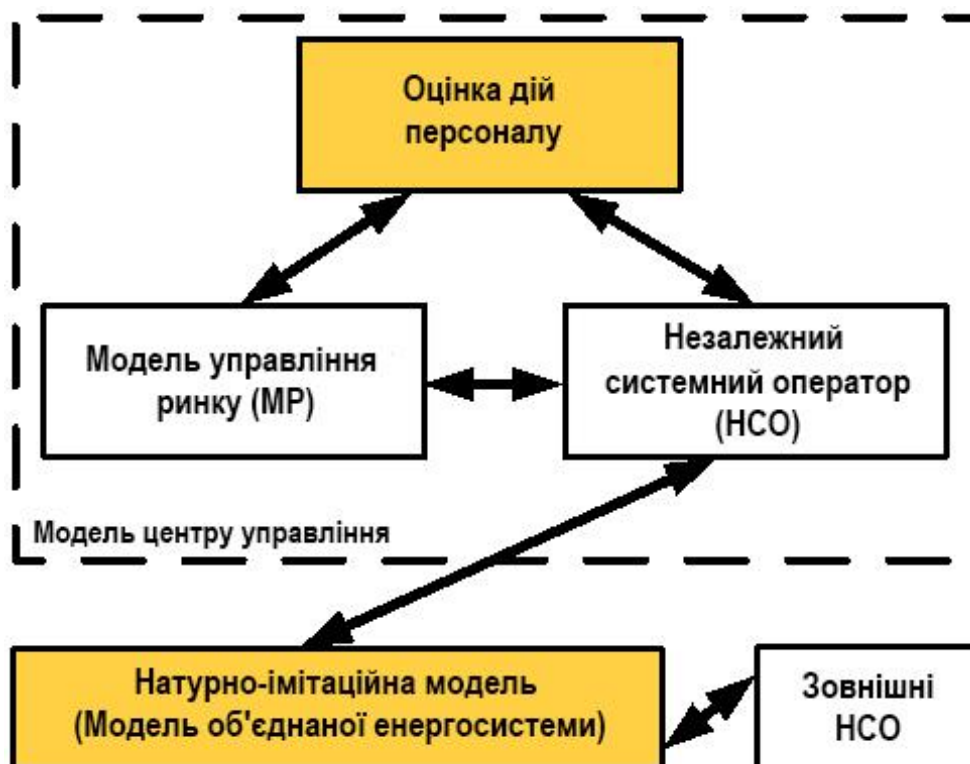 Оцінка дій
персоналу
Модель управління
ринку (МР)
Незалежний
системний оператор
(НСО)
Модель центру управління
Натурно-імітаційна модель
(Модель об'єднаної енергосистеми)
Зовнішні
НСО